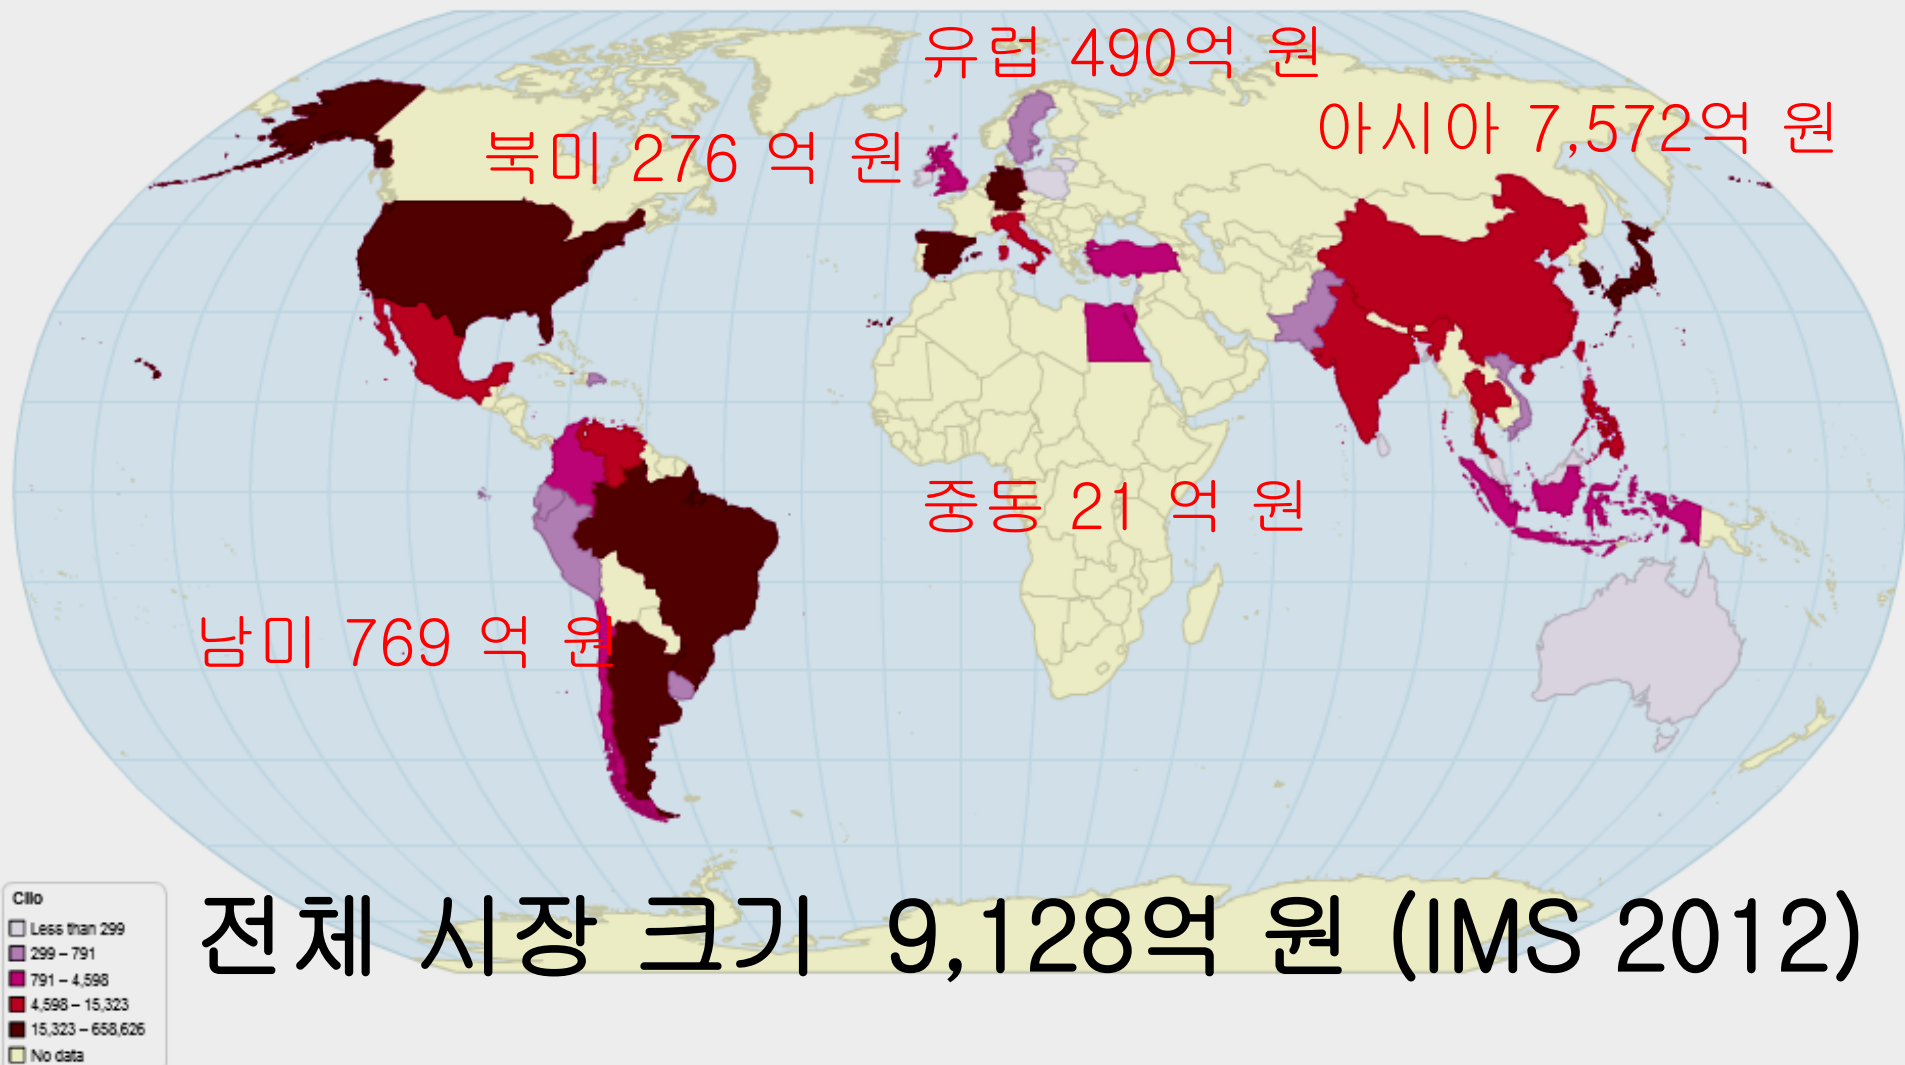 유럽 490억 원
아시아 7,572억 원
북미 276 억 원
중동 21 억 원
남미 769 억 원
전체 시장 크기 9,128억 원 (IMS 2012)
Cilo
Less than 299
299 – 791
791 – 4,598
4,598 – 15,323
15,323 – 658,626
No data